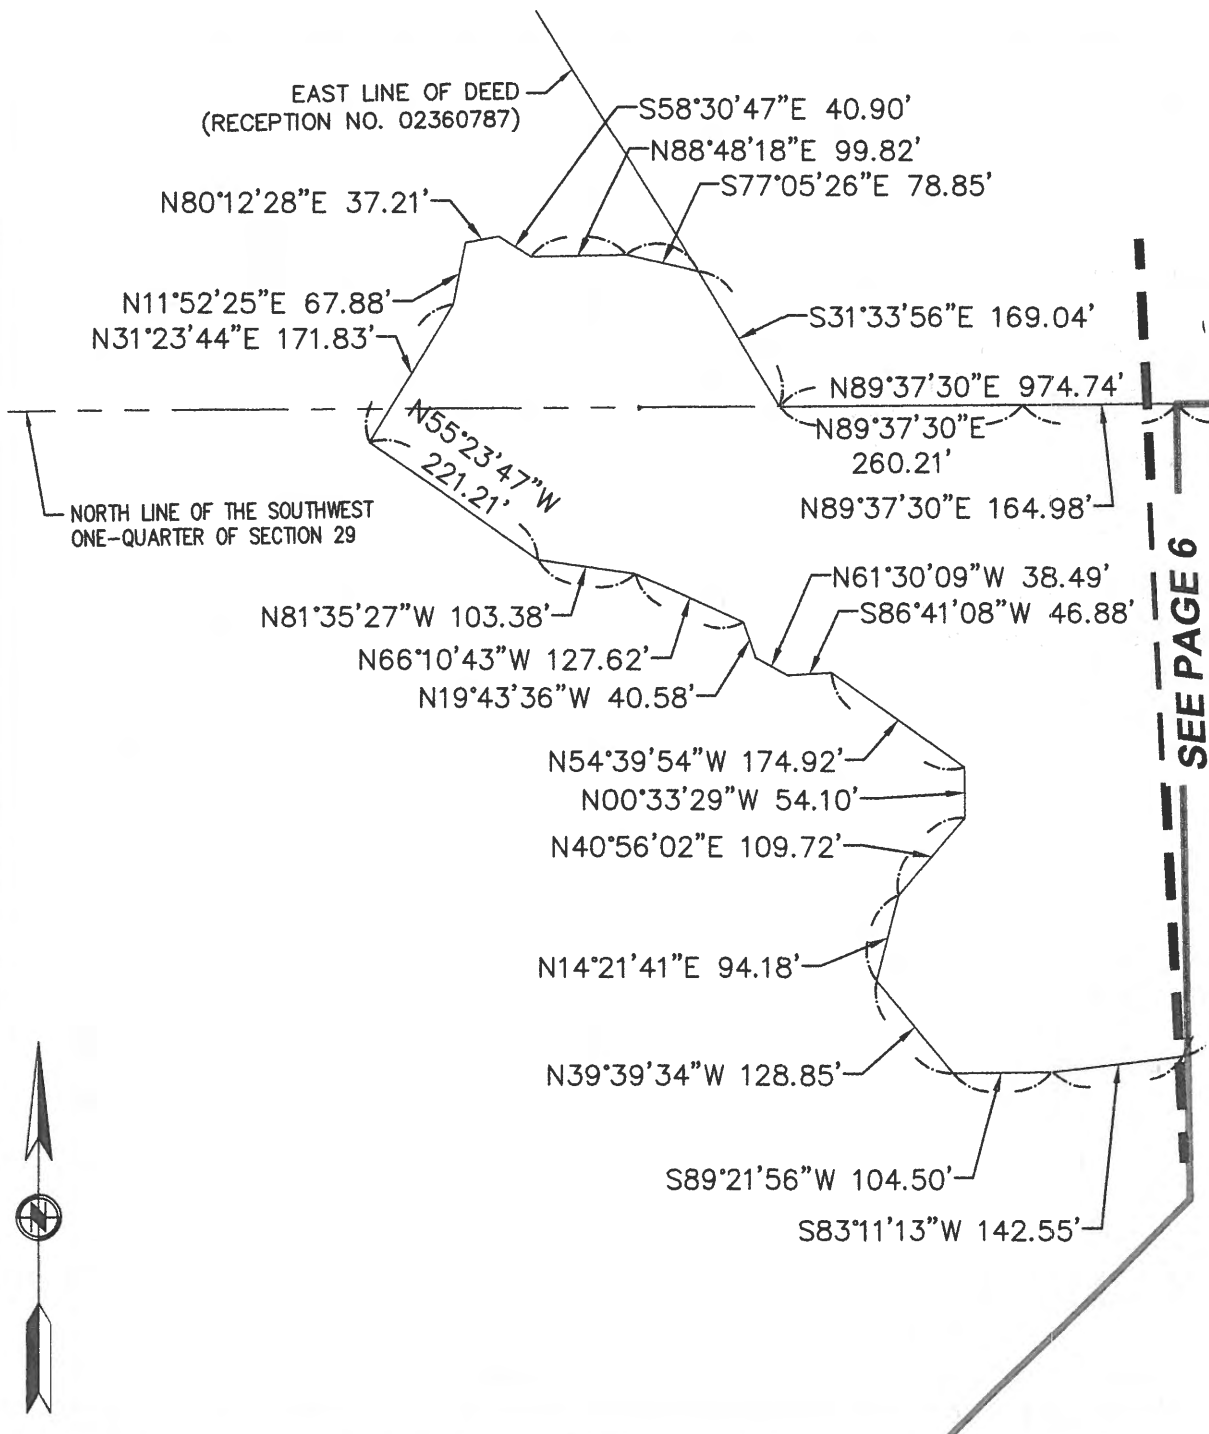 EAST LINE OF DEED
(RECEPTION NO. 02360787)
S58°30'47"E 40.90'
N88°48'18"E 99.82'
S77°05'26"E 78.85'
N80°12'28"E 37.21'
N11°52'25"E 67.88'
N31°23'44"E 171.83'
S31°33'56"E 169.04'
N89°37'30"E 974.74'
N89°37'30"E
260.21'
N89°37'30"E 164.98'
N55°23'47"W
221.21'
NORTH LINE OF THE SOUTHWEST
ONE-QUARTER OF SECTION 29
SEE PAGE 6
N61°30'09"W 38.49'
S86°41'08"W 46.88'
N81°35'27"W 103.38'
N66°10'43"W 127.62'
N19°43'36"W 40.58'
N54°39'54"W 174.92'
N00°33'29"W 54.10'
N40°56'02"E 109.72'
N14°21'41"E 94.18'
N39°39'34"W 128.85'
S89°21'56"W 104.50'
S83°11'13"W 142.55'
N